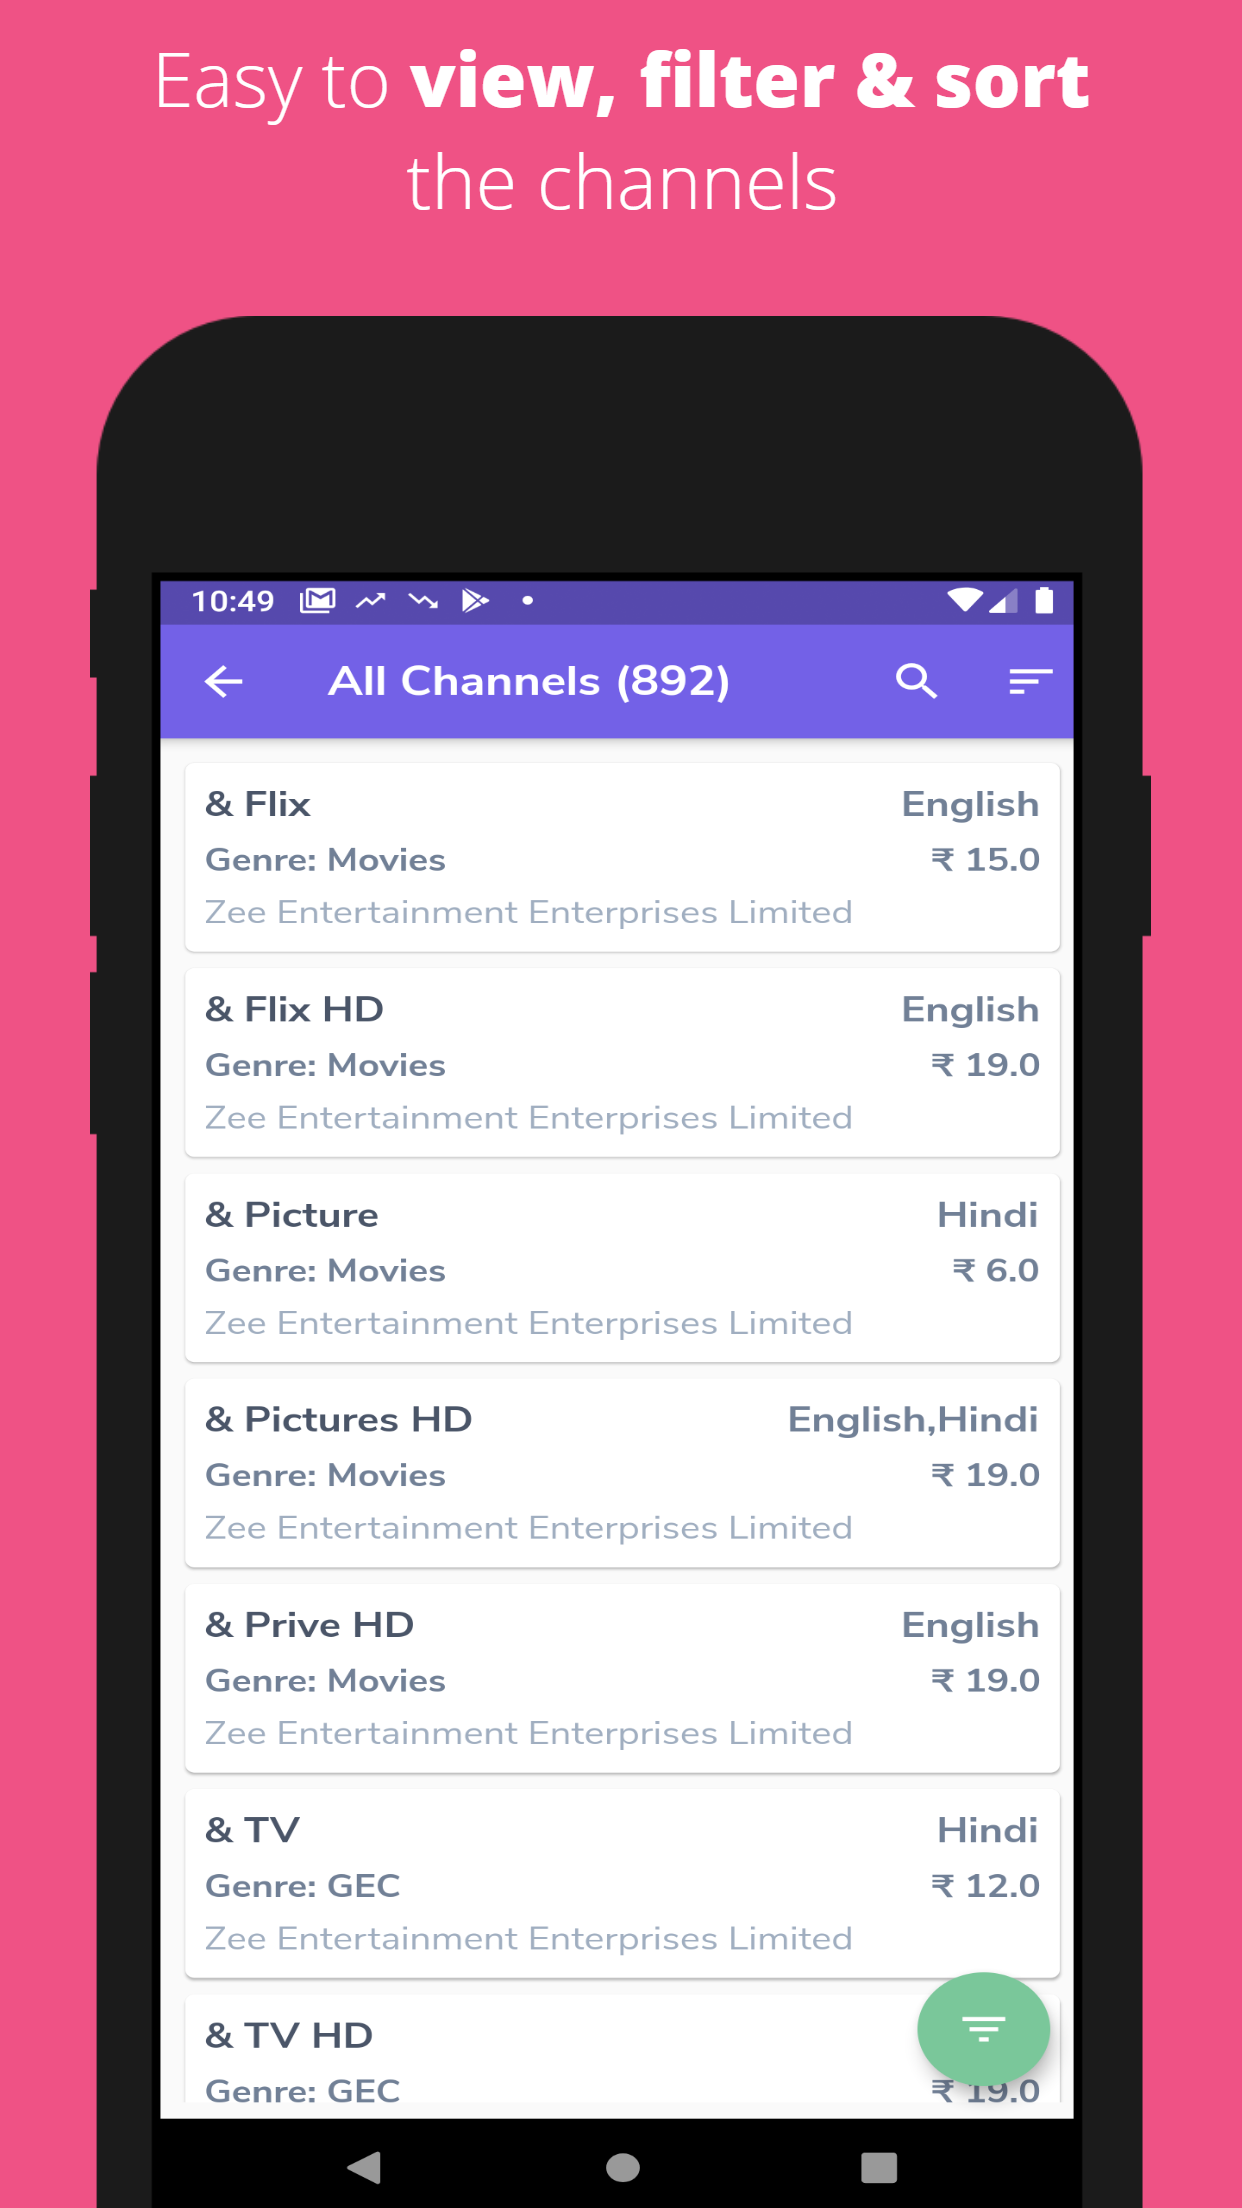 Easy to view, filter & sort
the channels
10:49
All Channels (892)
& Flix English
Genre: Movies ₹ 15.0
Zee Entertainment Enterprises Limited
& Flix HD English
Genre: Movies ₹ 19.0
Zee Entertainment Enterprises Limited
& Picture Hindi
Genre: Movies ₹ 6.0
Zee Entertainment Enterprises Limited
& Pictures HD English,Hindi
Genre: Movies ₹ 19.0
Zee Entertainment Enterprises Limited
& Prive HD English
Genre: Movies ₹ 19.0
Zee Entertainment Enterprises Limited
& TV Hindi
Genre: GEC ₹ 12.0
Zee Entertainment Enterprises Limited
& TV HD
Genre: GEC ₹ 19.0